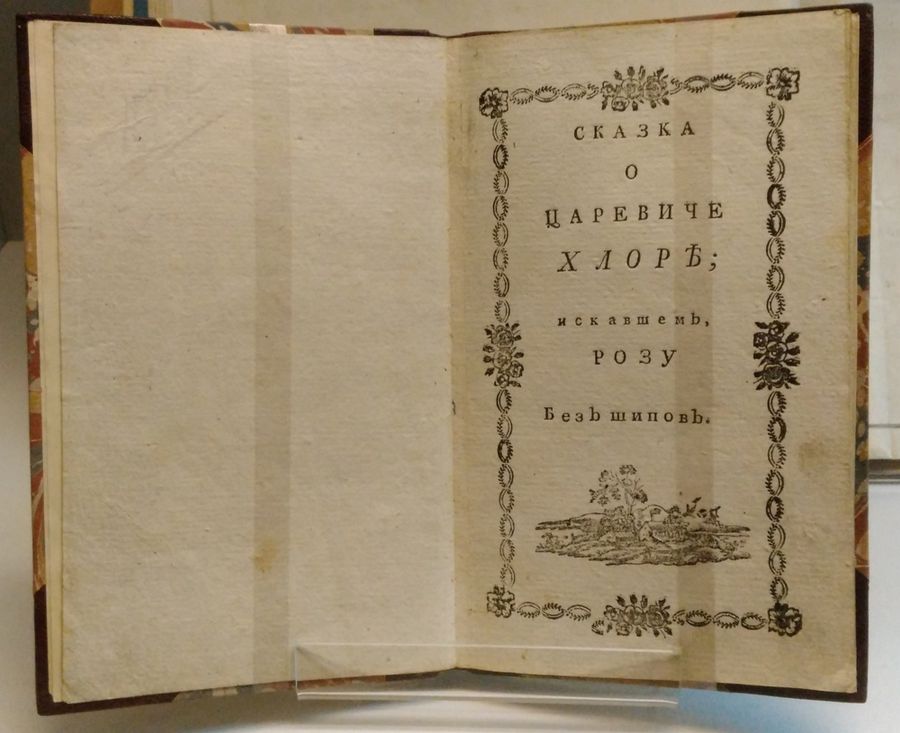 СКАЗКА
О
ЦАРЕВИЧЕ
ХЛОРѢ;
искавшемъ,
РОЗУ
Безъ шиповъ.